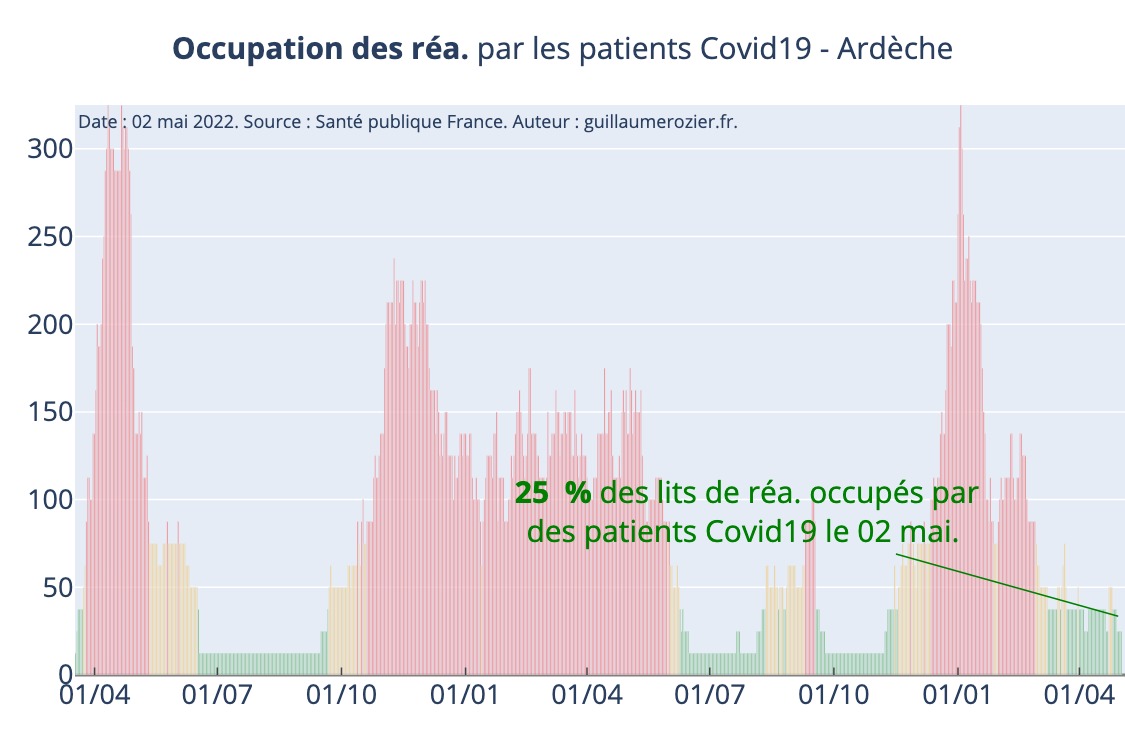 Occupation des réa. par les patients Covid19 - Ardèche
Date : 02 mai 2022. Source : Santé publique France. Auteur : guillaumerozier.fr.
300
250
200
150
100
50
0
25 % des lits de réa. occupés par
des patients Covid19 le 02 mai.
01/04 01/07 01/10 01/01 01/04 01/07 01/10 01/01 01/04